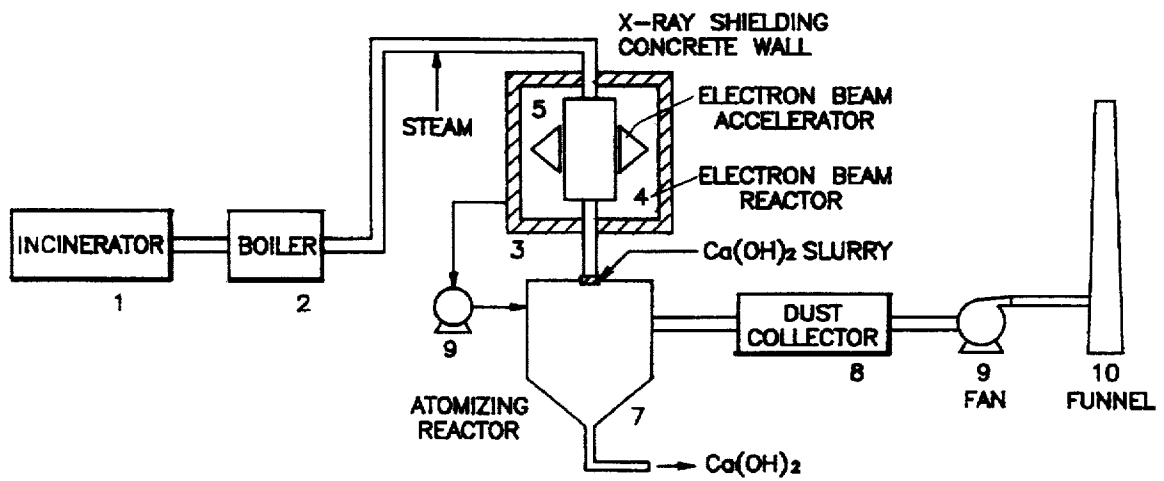 X-RAY SHIELDING
CONCRETE WALL
5
ELECTRON BEAM
ACCELERATOR
STEAM
4
ELECTRON BEAM
REACTOR
INCINERATOR
BOILER
3
Ca(OH)₂ SLURRY
1
2
9
DUST
COLLECTOR
8
9
FAN
10
FUNNEL
ATOMIZING
REACTOR
7
Ca(OH)₂